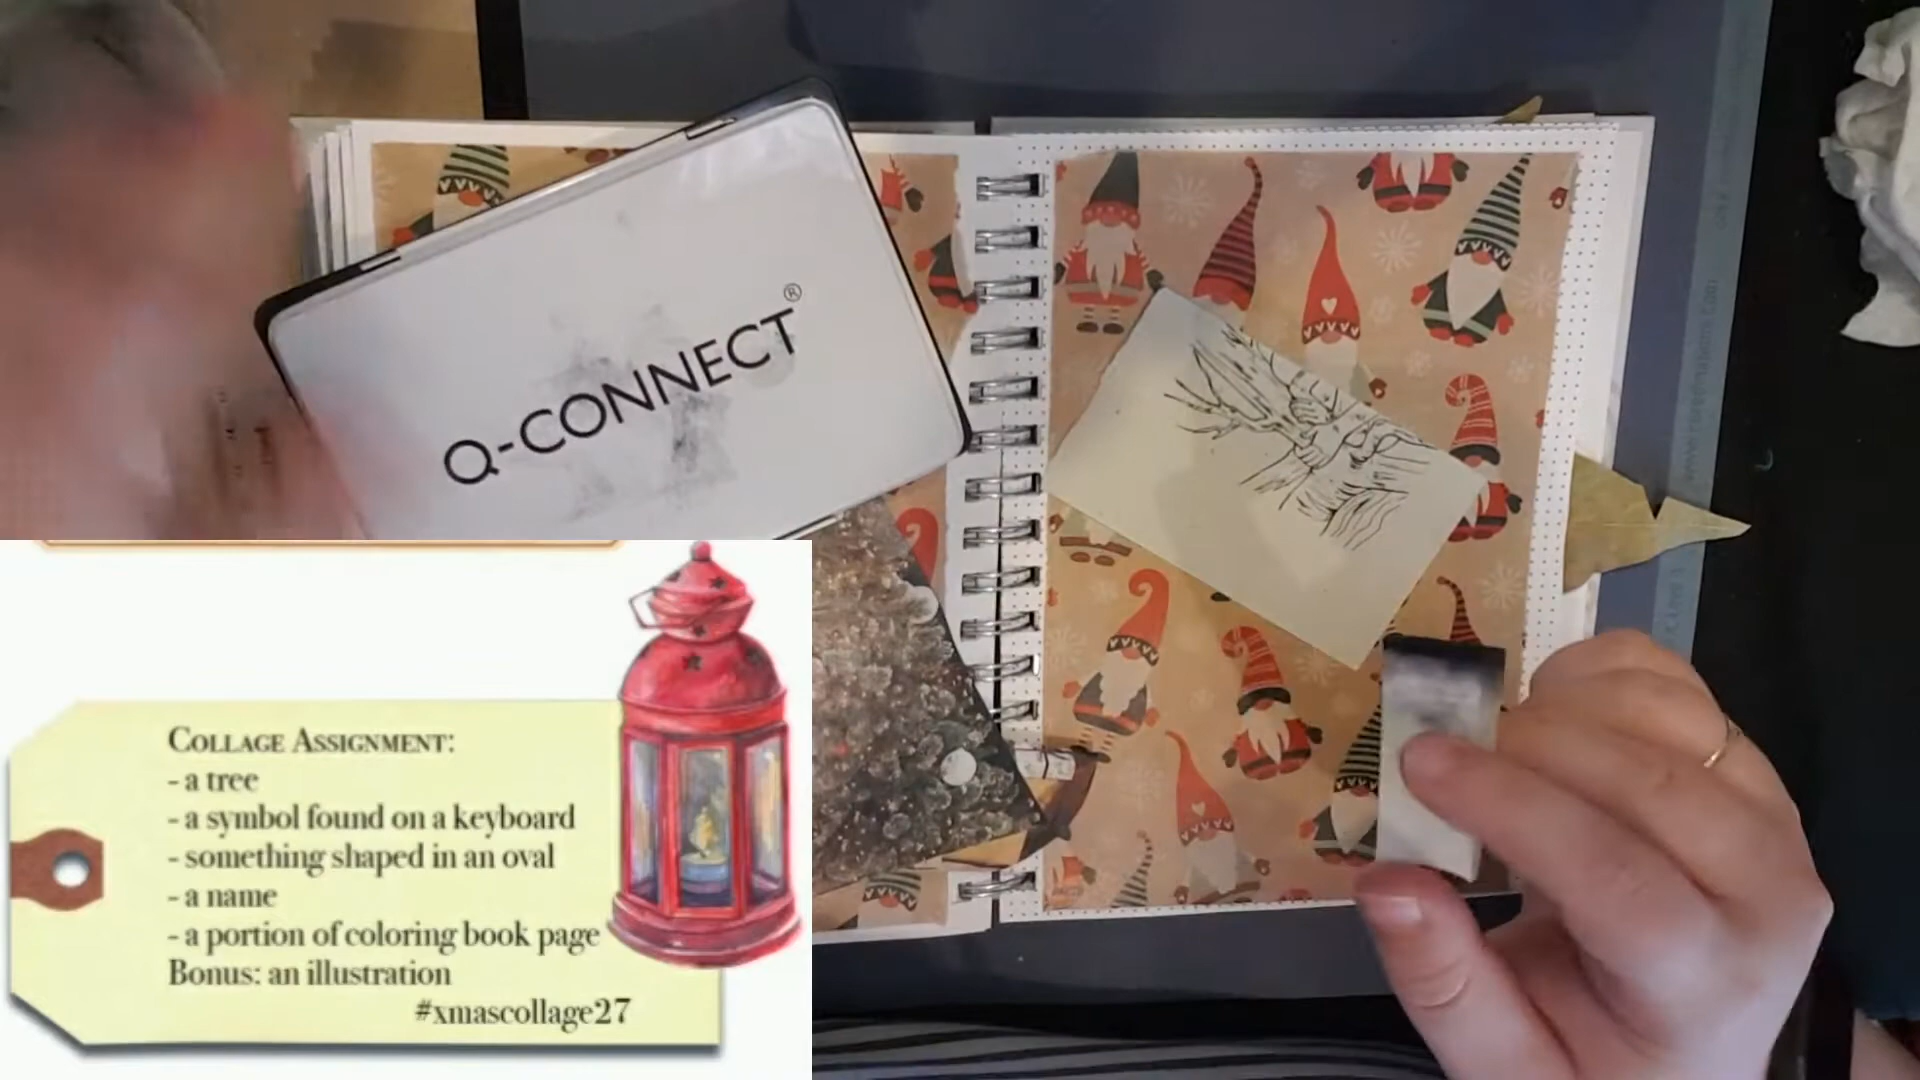 Q-CONNECT®
COLLAGE ASSIGNMENT:
- a tree
- a symbol found on a keyboard
- something shaped in an oval
- a name
- a portion of coloring book page
Bonus: an illustration
#xmascollage27